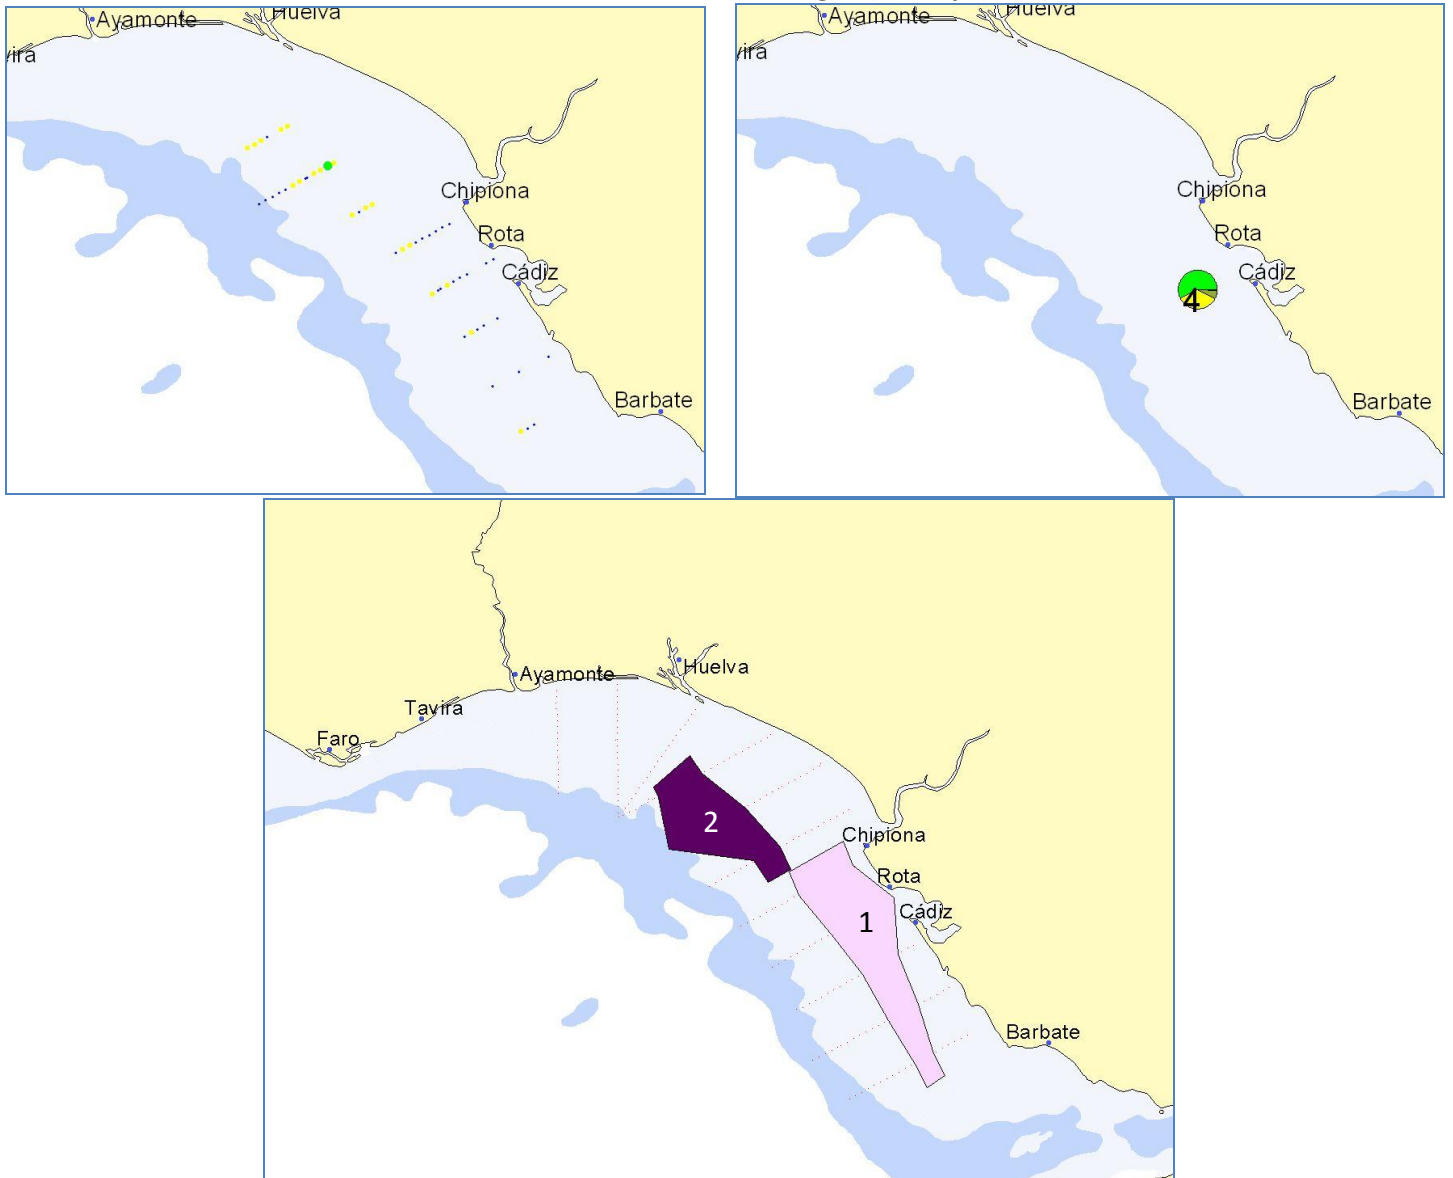 Ayamonte
Huelva
Chipiona
Rota
Cádiz
Barbate
Ayamonte
Huelva
Chipiona
Rota
Cádiz
4
Barbate
Huelva
Ayamonte
Tavira
Faro
2
Chipiona
Rota
Cádiz
1
Barbate